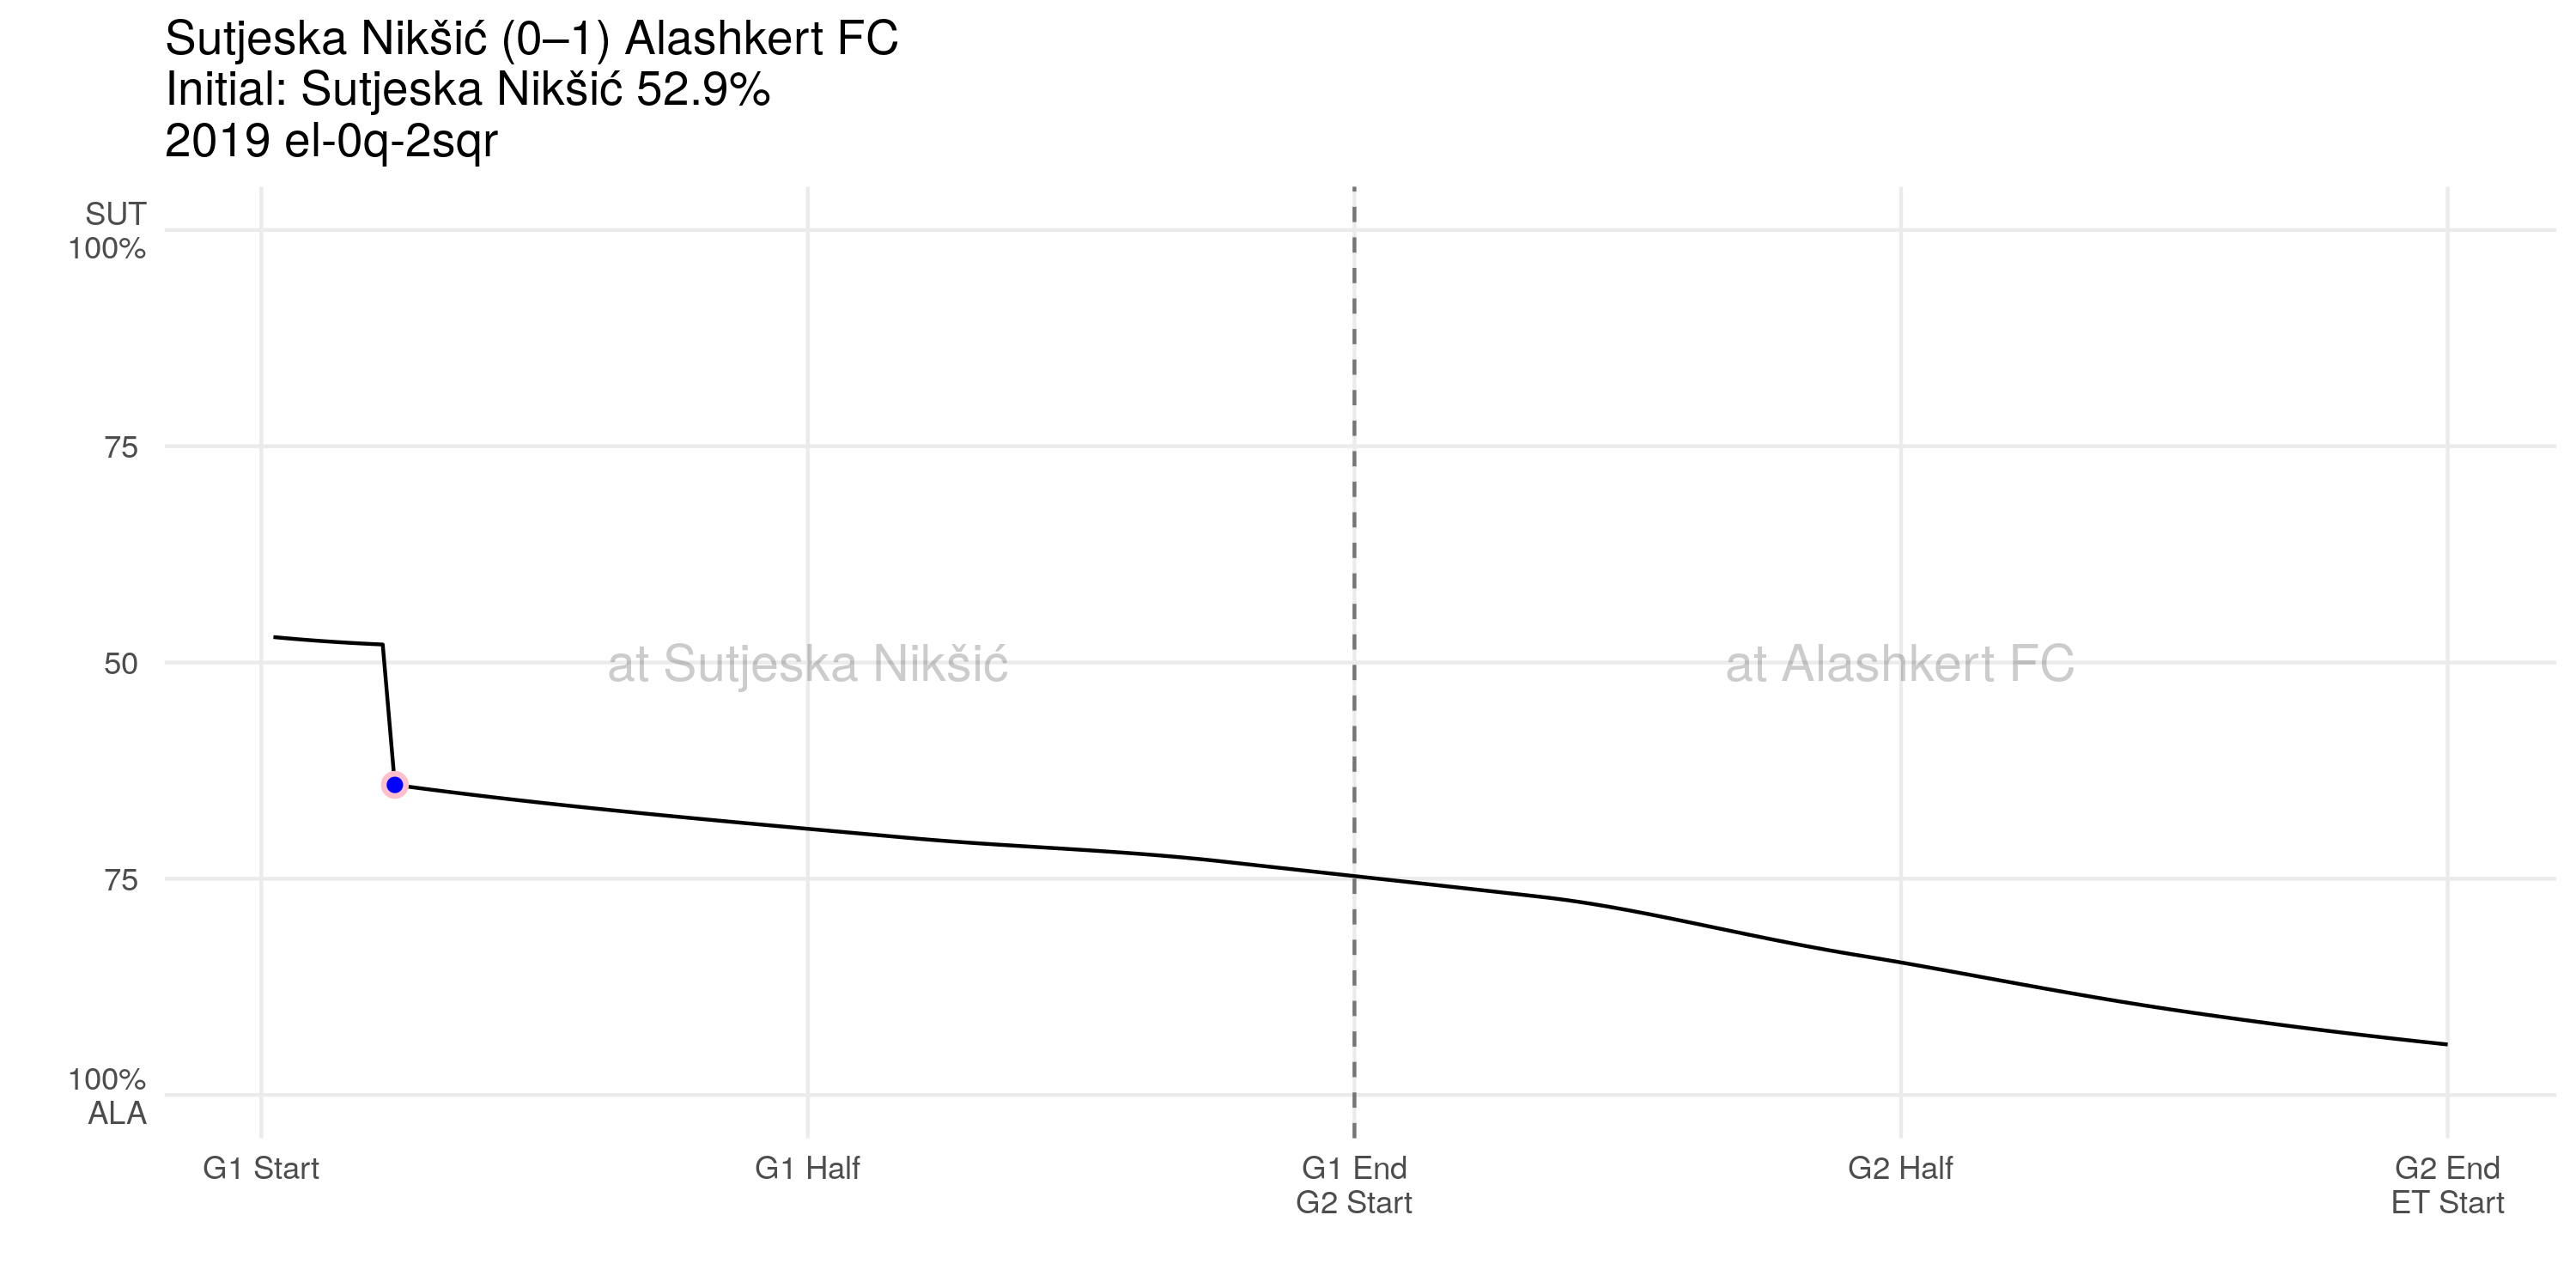 Sutjeska Nikšić (0–1) Alashkert FC
Initial: Sutjeska Nikšić 52.9%
2019 el-0q-2sqr
SUT
100%
75
50
75
100%
ALA
at Sutjeska Nikšić
at Alashkert FC
G1 Start
G1 Half
G1 End
G2 Start
G2 Half
G2 End
ET Start